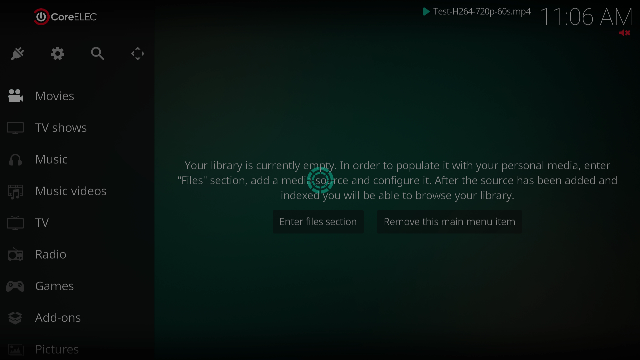 CoreELEC
Test-H264-720p-60s.mp4
11:06 AM
Movies
TV shows
Music
Music videos
TV
Radio
Games
Add-ons
Pictures
Your library is currently empty. In order to populate it with your personal media, enter
"Files" section, add a media source and configure it. After the source has been added and
indexed you will be able to browse your library.
Enter files section
Remove this main menu item